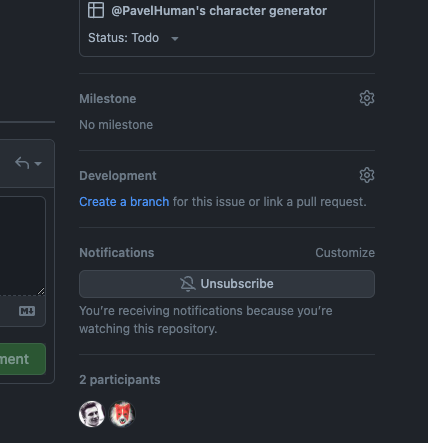 @PavelHuman's character generator
Status: Todo
Milestone
No milestone
Development
Create a branch for this issue or link a pull request.
Notifications
Customize
Unsubscribe
You're receiving notifications because you're
watching this repository.
ment
2 participants